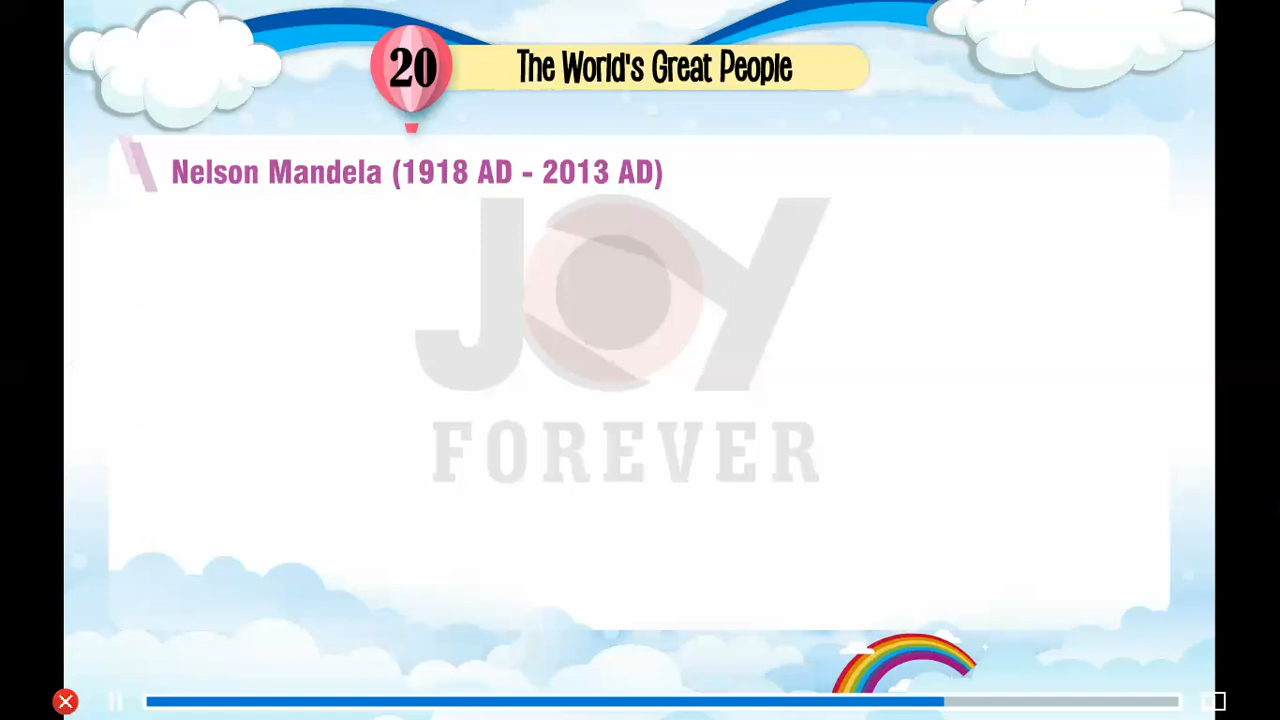 20
The World's Great People
Nelson Mandela (1918 AD - 2013 AD)
JOY
FOREVER